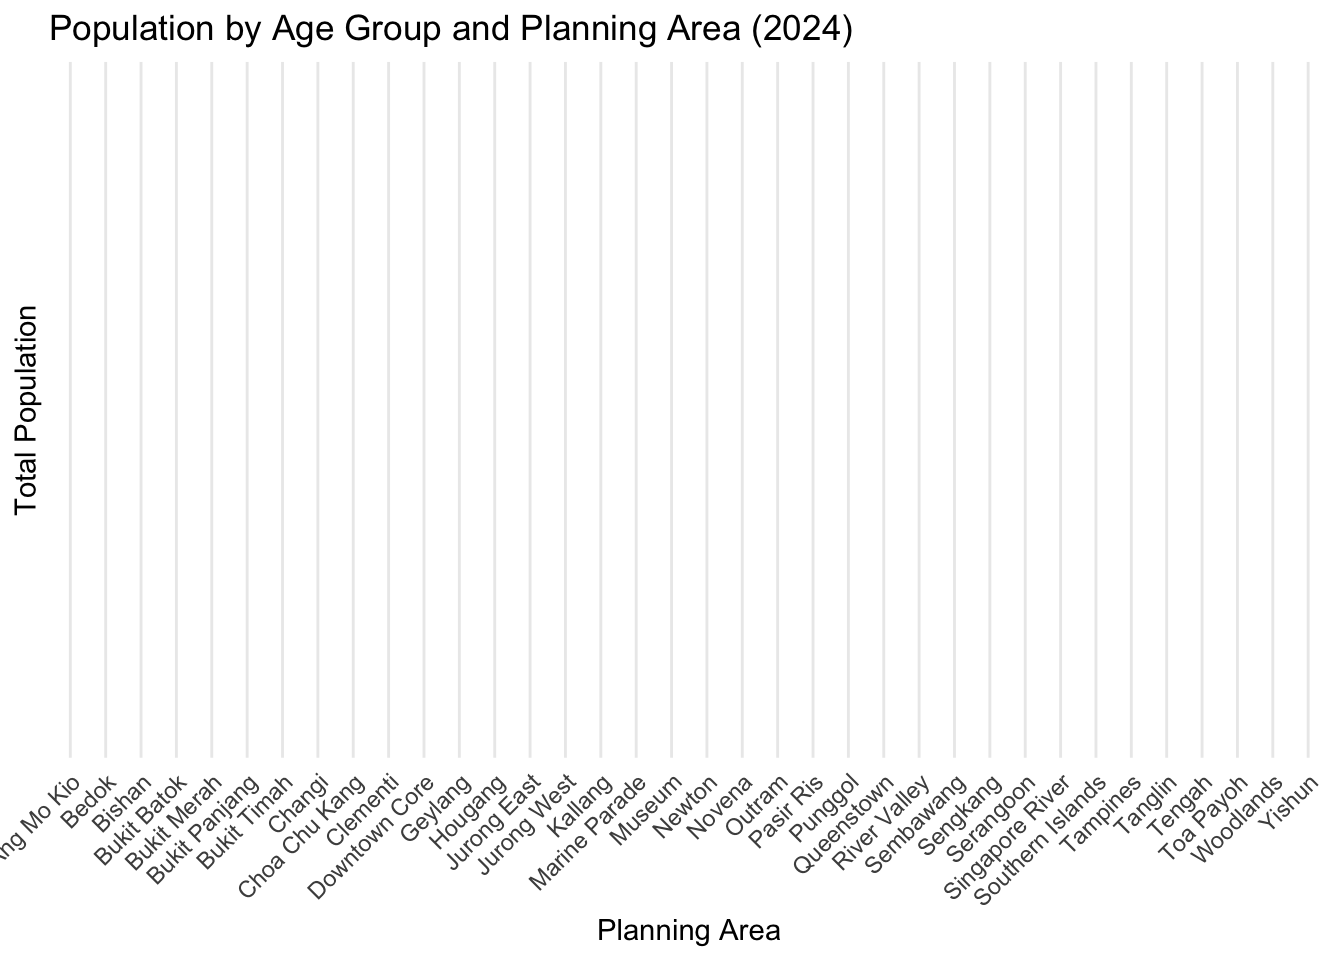 Population by Age Group and Planning Area (2024)
Total Population
ng Mo Kio
Bedok
Bishan
Bukit Batok
Bukit Merah
Bukit Panjang
Bukit Timah
Changi
Choa Chu Kang
Clementi
Downtown Core
Geylang
Hougang
Jurong East
Jurong West
Kallang
Marine Parade
Museum
Newton
Novena
Outram
Pasir Ris
Punggol
Queenstown
River Valley
Sembawang
Sengkang
Serangoon
Singapore River
Southern Islands
Tampines
Tanglin
Tengah
Toa Payoh
Woodlands
Yishun
Planning Area